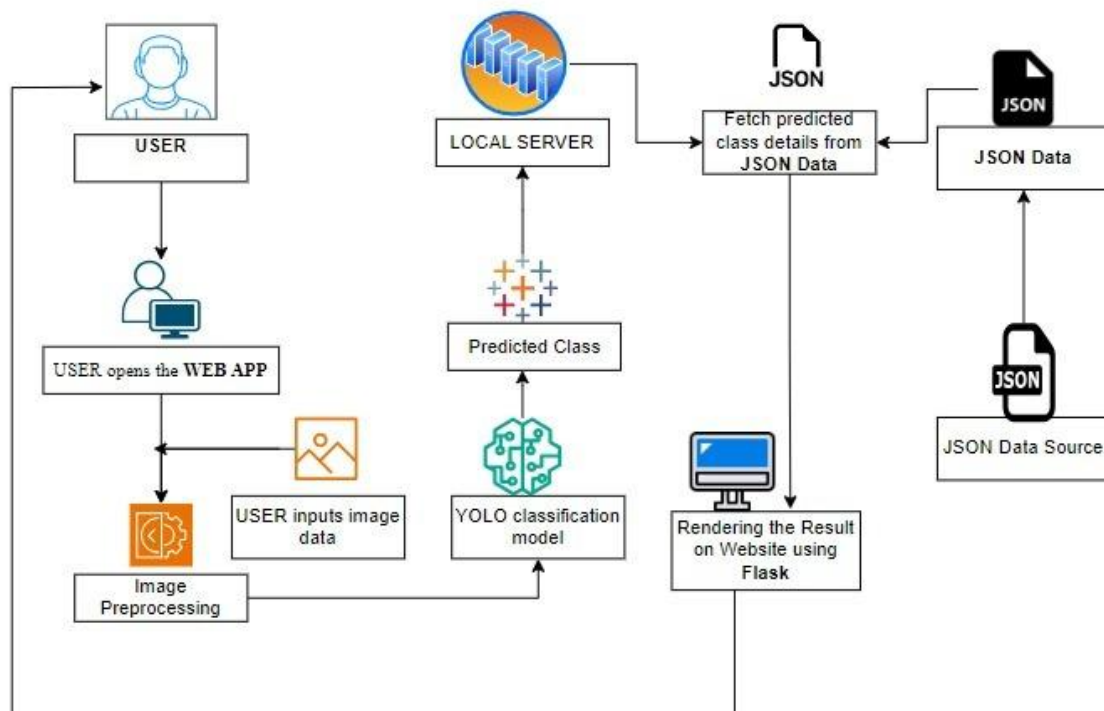 USER
USER opens the WEB APP
USER inputs image
data
Image
Preprocessing
YOLO classification
model
Predicted Class
LOCAL SERVER
JSON
Fetch predicted
class details from
JSON Data
JSON
JSON Data
JSON
JSON Data Source
Rendering the Result
on Website using
Flask